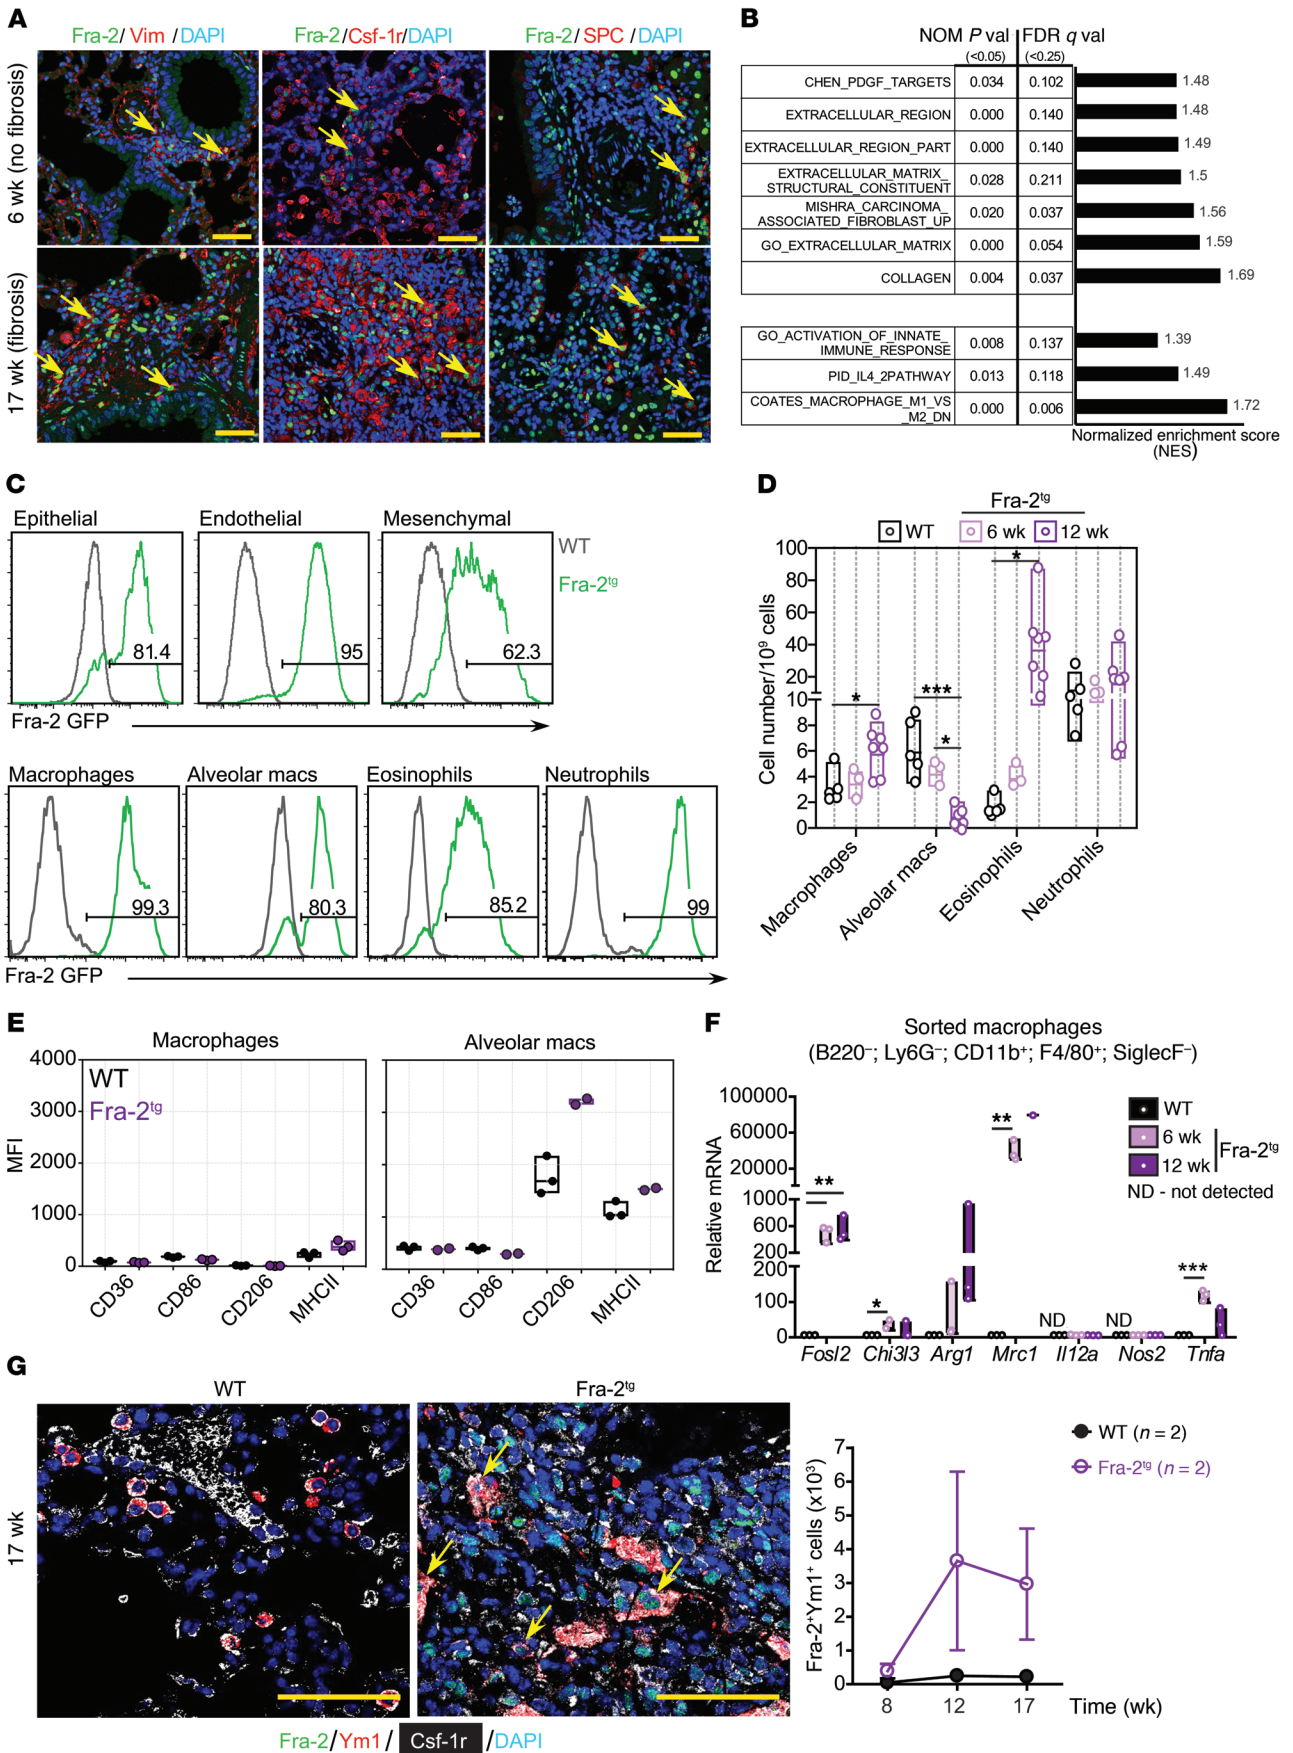 A
Fra-2/ Vim /DAPI
Fra-2/Csf-1r/DAPI
Fra-2/ SPC /DAPI
6 wk (no fibrosis)
17 wk (fibrosis)
B
NOM P val
FDR q val
(<0.05)
(<0.25)
CHEN_PDGF_TARGETS 0.034 0.102 1.48
EXTRACELLULAR_REGION 0.000 0.140 1.48
EXTRACELLULAR_REGION_PART 0.000 0.140 1.49
EXTRACELLULAR_MATRIX_
STRUCTURAL_CONSTITUENT 0.028 0.211 1.5
MISHRA_CARCINOMA_
ASSOCIATED_FIBROBLAST_UP 0.020 0.037 1.56
GO_EXTRACELLULAR_MATRIX 0.000 0.054 1.59
COLLAGEN 0.004 0.037 1.69
GO_ACTIVATION_OF_INNATE_
IMMUNE_RESPONSE 0.008 0.137 1.39
PID_IL4_2PATHWAY 0.013 0.118 1.49
COATES_MACROPHAGE_M1_VS
_M2_DN 0.000 0.006 1.72
Normalized enrichment score
(NES)
C
Epithelial
Endothelial
Mesenchymal
WT
Fra-2tg
81.4
95
62.3
Fra-2 GFP
Macrophages
Alveolar macs
Eosinophils
Neutrophils
99.3
80.3
85.2
99
Fra-2 GFP
D
Fra-2tg
WT
6 wk
12 wk
Cell number/10⁹ cells
100
80
60
40
20
10
8
6
4
2
0
*
***
*
*
Macrophages
Alveolar macs
Eosinophils
Neutrophils
E
Macrophages
Alveolar macs
WT
Fra-2tg
MFI
4000
3000
2000
1000
0
CD36
CD86
CD206
MHCII
CD36
CD86
CD206
MHCII
F
Sorted macrophages
(B220–; Ly6G–; CD11b+; F4/80+; SiglecF–)
Relative mRNA
100000
60000
20000
1000
600
200
200
100
0
**
*
**
ND
ND
***
WT
6 wk
12 wk
Fra-2tg
ND - not detected
Fosl2
Chi3l3
Arg1
Mrc1
Il12a
Nos2
Tnfa
G
WT
Fra-2tg
17 wk
Fra-2/Ym1/ Csf-1r /DAPI
WT (n = 2)
Fra-2tg (n = 2)
Fra-2+Ym1+ cells (x10³)
7
6
5
4
3
2
1
0
8
12
17
Time (wk)